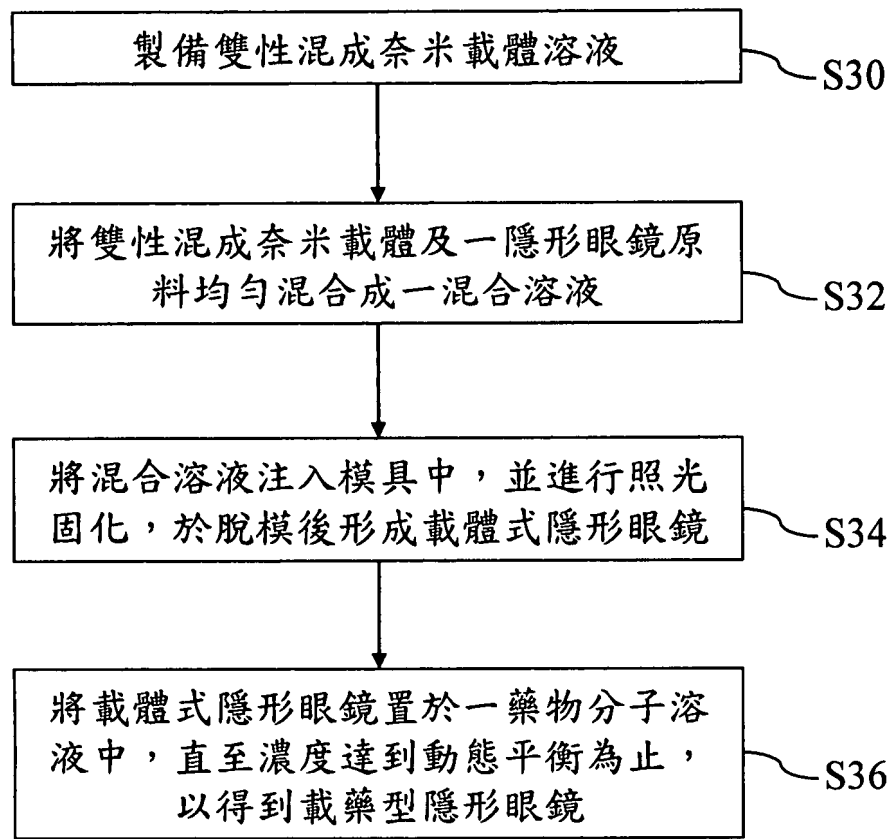 製備雙性混成奈米載體溶液
S30
將雙性混成奈米載體及一隱形眼鏡原
料均勻混合成一混合溶液
S32
將混合溶液注入模具中，並進行照光
固化，於脫模後形成載體式隱形眼鏡
S34
將載體式隱形眼鏡置於一藥物分子溶
液中，直至濃度達到動態平衡為止，
以得到載藥型隱形眼鏡
S36